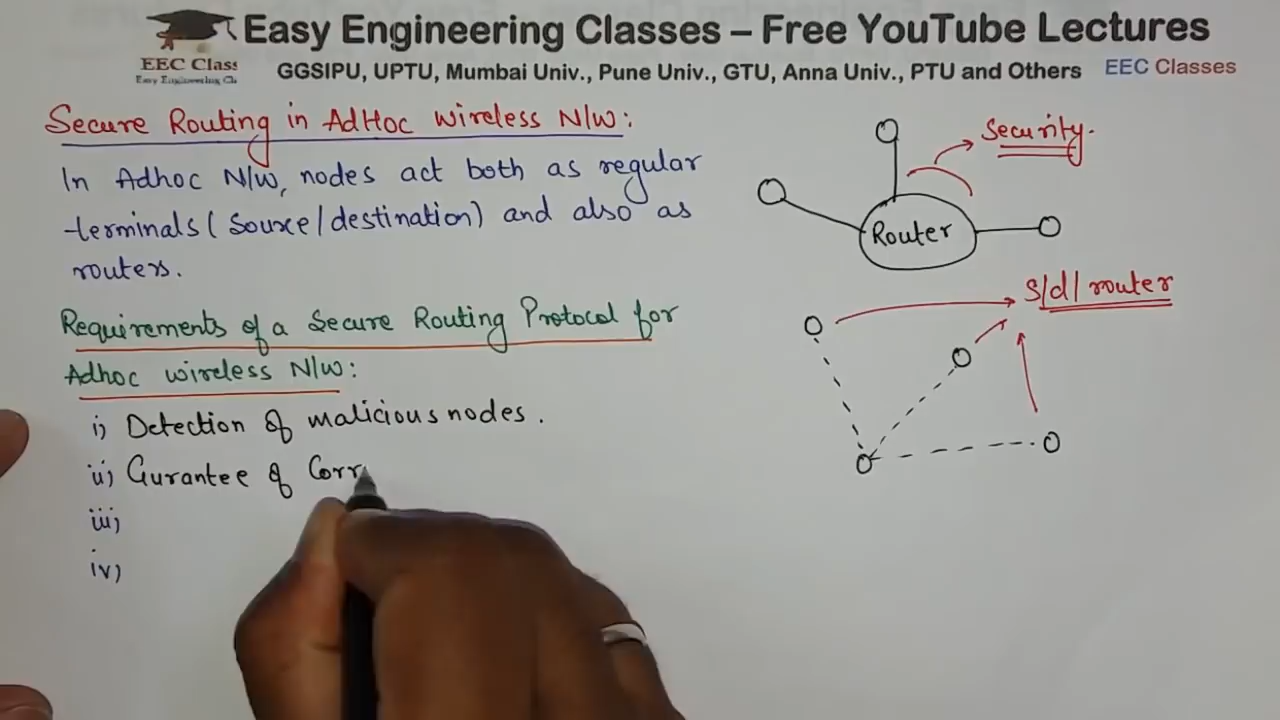 Easy Engineering Classes – Free YouTube Lectures
EEC Class
Easy Engineering Cla
GGSIPU, UPTU, Mumbai Univ., Pune Univ., GTU, Anna Univ., PTU and Others
EEC Classes
Secure Routing in AdHoc wireless N/w:
In Adhoc N/w, nodes act both as regular
terminals (source/destination) and also as
routers.
Requirements of a Secure Routing Protocol for
Adhoc wireless N/w:
i) Detection of malicious nodes.
ii) Gurantee of Corr
iii)
iv)
Security.
Router
S/d/router